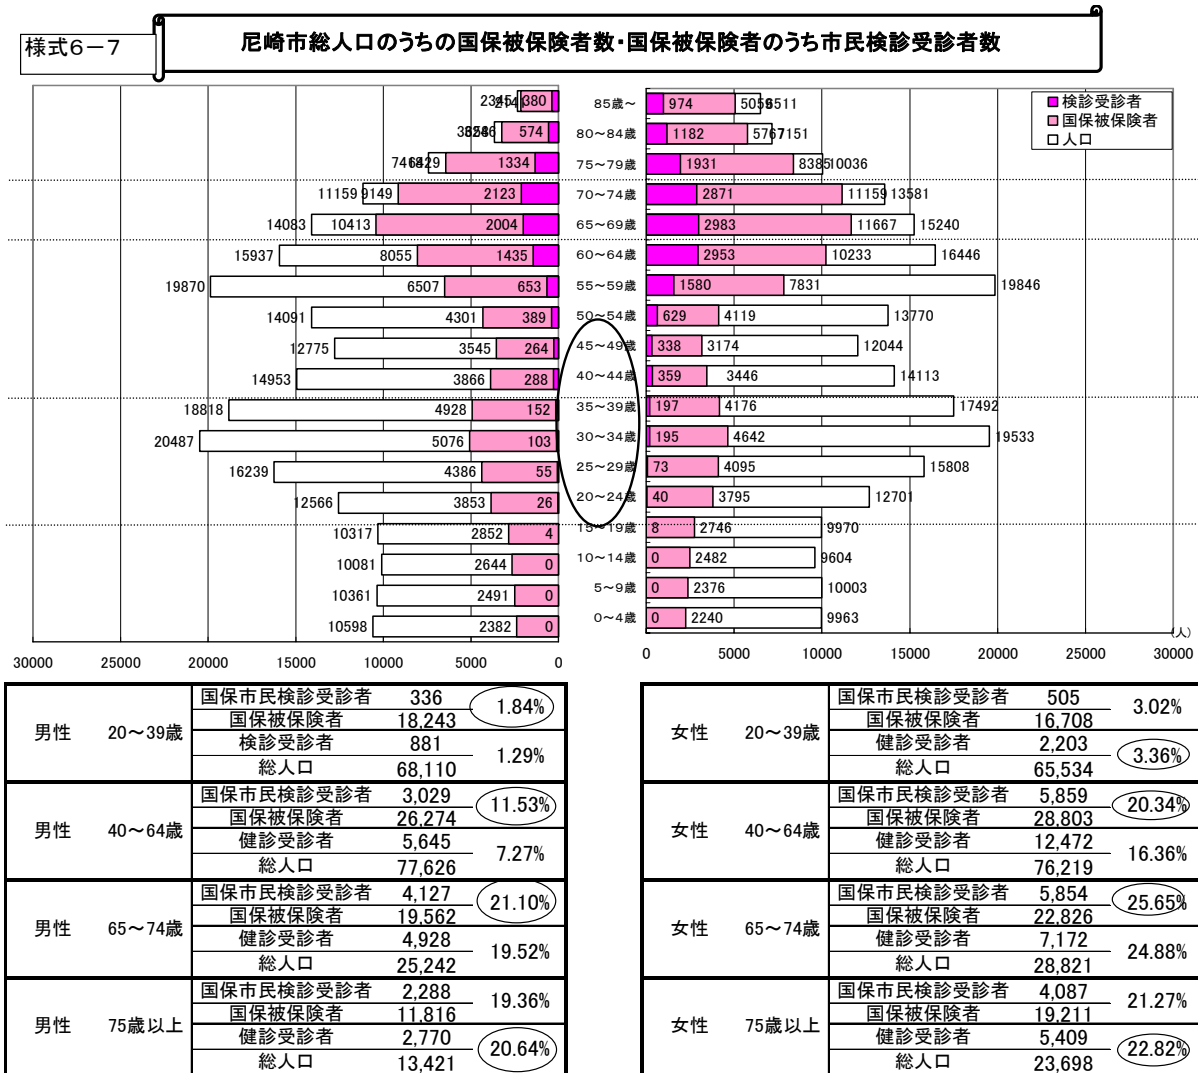 様式6－7
尼崎市総人口のうちの国保被保険者数・国保被保険者のうち市民検診受診者数
検診受診者
国保被保険者
人口
380 85歳～ 974 5059 6511
574 80～84歳 1182 5767 7151
7464 6429 1334 75～79歳 1931 8385 10036
11159 9149 2123 70～74歳 2871 11159 13581
14083 10413 2004 65～69歳 2983 11667 15240
15937 8055 1435 60～64歳 2953 10233 16446
19870 6507 653 55～59歳 1580 7831 19846
14091 4301 389 50～54歳 629 4119 13770
12775 3545 264 45～49歳 338 3174 12044
14953 3866 288 40～44歳 359 3446 14113
18818 4928 152 35～39歳 197 4176 17492
20487 5076 103 30～34歳 195 4642 19533
16239 4386 55 25～29歳 73 4095 15808
12566 3853 26 20～24歳 40 3795 12701
10317 2852 4 15～19歳 8 2746 9970
10081 2644 0 10～14歳 0 2482 9604
10361 2491 0 5～9歳 0 2376 10003
10598 2382 0 0～4歳 0 2240 9963
(人)
30000 25000 20000 15000 10000 5000 0 0 5000 10000 15000 20000 25000 30000
男性 20～39歳
国保市民検診受診者 336 1.84%
国保被保険者 18,243
検診受診者 881 1.29%
総人口 68,110
男性 40～64歳
国保市民検診受診者 3,029 11.53%
国保被保険者 26,274
健診受診者 5,645 7.27%
総人口 77,626
男性 65～74歳
国保市民検診受診者 4,127 21.10%
国保被保険者 19,562
健診受診者 4,928 19.52%
総人口 25,242
男性 75歳以上
国保市民検診受診者 2,288 19.36%
国保被保険者 11,816
健診受診者 2,770 20.64%
総人口 13,421
女性 20～39歳
国保市民検診受診者 505 3.02%
国保被保険者 16,708
健診受診者 2,203 3.36%
総人口 65,534
女性 40～64歳
国保市民検診受診者 5,859 20.34%
国保被保険者 28,803
健診受診者 12,472 16.36%
総人口 76,219
女性 65～74歳
国保市民検診受診者 5,854 25.65%
国保被保険者 22,826
健診受診者 7,172 24.88%
総人口 28,821
女性 75歳以上
国保市民検診受診者 4,087 21.27%
国保被保険者 19,211
健診受診者 5,409 22.82%
総人口 23,698